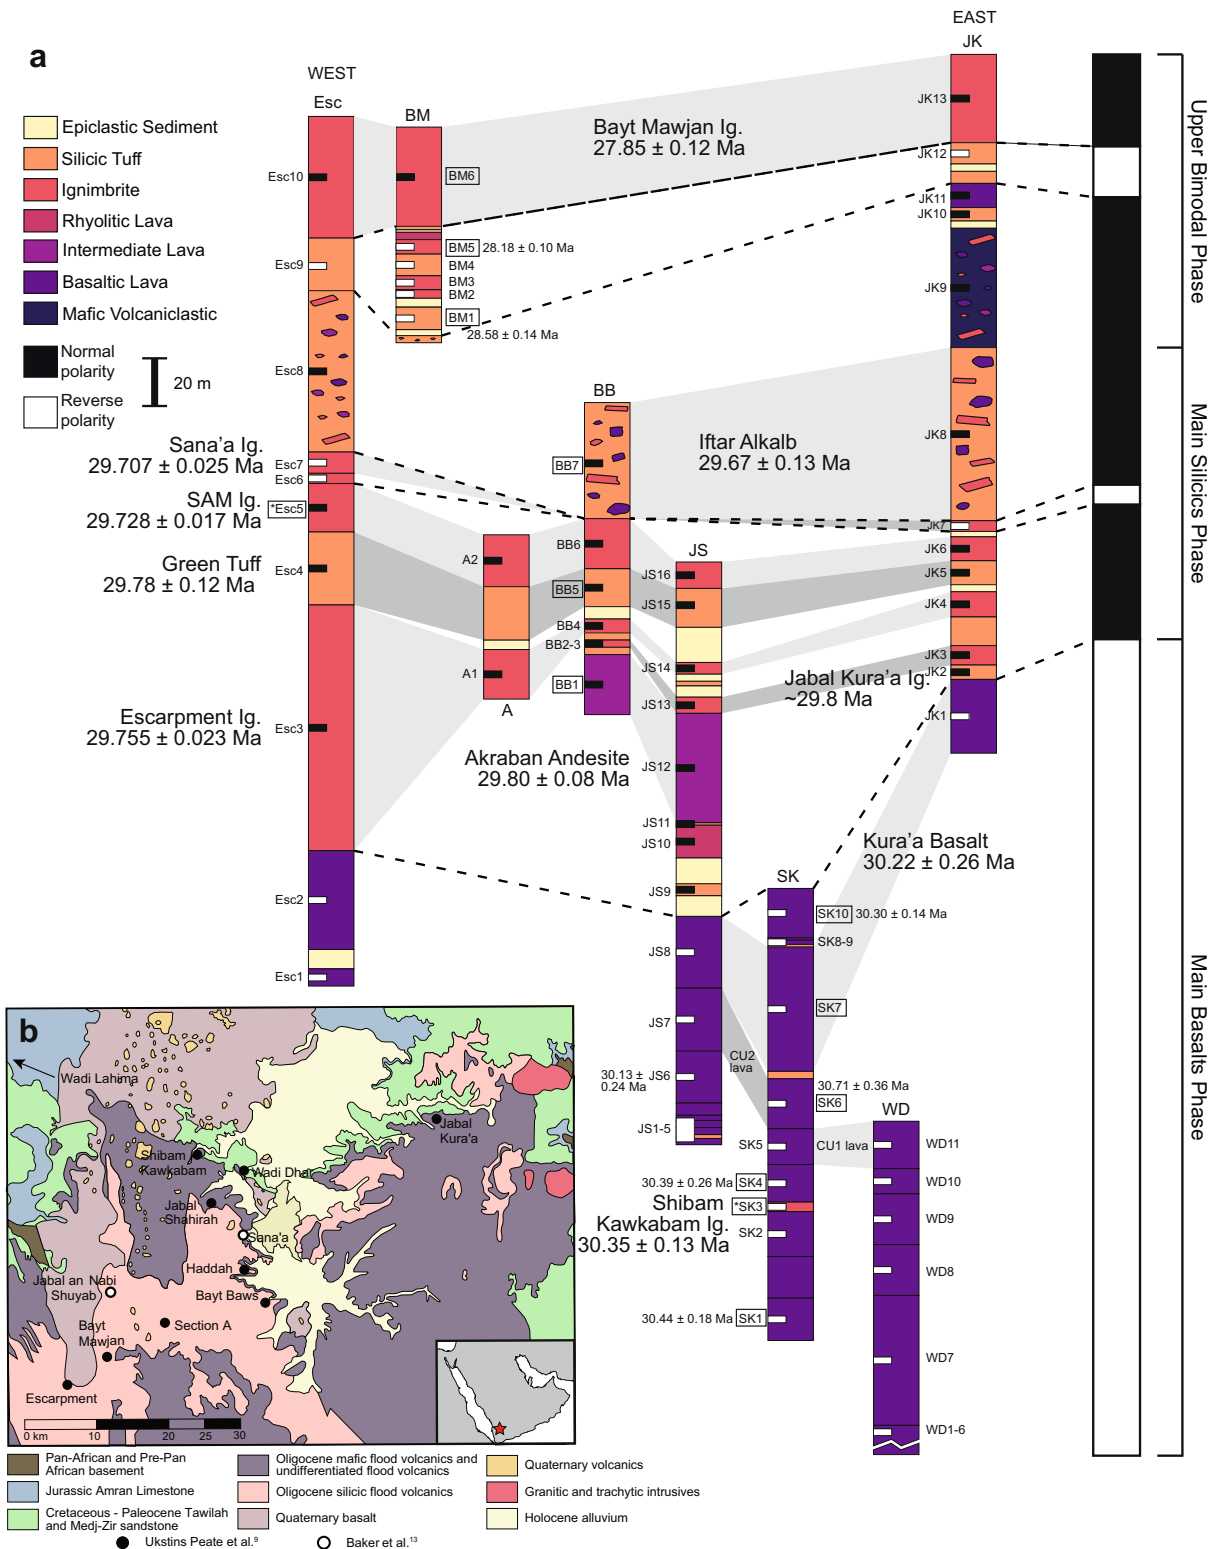 a
WEST
Esc
BM
EAST
JK
Epiclastic Sediment
Silicic Tuff
Ignimbrite
Rhyolitic Lava
Intermediate Lava
Basaltic Lava
Mafic Volcaniclastic
Normal
polarity
Reverse
polarity
20 m
Esc10
Esc9
Esc8
Esc7
Esc6
*Esc5
Esc4
Esc3
Esc2
Esc1
Sana'a Ig.
29.707 ± 0.025 Ma
SAM Ig.
29.728 ± 0.017 Ma
Green Tuff
29.78 ± 0.12 Ma
Escarpment Ig.
29.755 ± 0.023 Ma
BM6
BM5 28.18 ± 0.10 Ma
BM4
BM3
BM2
BM1
28.58 ± 0.14 Ma
Bayt Mawjan Ig.
27.85 ± 0.12 Ma
A2
A1
A
BB
BB7
BB6
BB5
BB4
BB2-3
BB1
Iftar Alkalb
29.67 ± 0.13 Ma
Akraban Andesite
29.80 ± 0.08 Ma
JS
JS16
JS15
JS14
JS13
JS12
JS11
JS10
JS9
JS8
JS7
30.13 ± JS6
0.24 Ma
JS1-5
Jabal Kura'a Ig.
~29.8 Ma
Kura'a Basalt
30.22 ± 0.26 Ma
CU2
lava
SK
SK10 30.30 ± 0.14 Ma
SK8-9
SK7
30.71 ± 0.36 Ma
SK6
SK5
CU1 lava
30.39 ± 0.26 Ma SK4
*SK3
Shibam
Kawkabam Ig.
30.35 ± 0.13 Ma
SK2
30.44 ± 0.18 Ma SK1
WD
WD11
WD10
WD9
WD8
WD7
WD1-6
JK13
JK12
JK11
JK10
JK9
JK8
JK7
JK6
JK5
JK4
JK3
JK2
JK1
Upper Bimodal Phase
Main Silicics Phase
Main Basalts Phase
b
Wadi Lahima
Shibam
Kawkabam
Jabal
Kura'a
Wadi Dhar
Jabal
Shahirah
Sana'a
Haddah
Jabal an Nabi
Shuyab
Bayt Baws
Section A
Bayt
Mawjan
Escarpment
0 km 10 20 25 30
Pan-African and Pre-Pan
African basement
Jurassic Amran Limestone
Cretaceous - Paleocene Tawilah
and Medj-Zir sandstone
Oligocene mafic flood volcanics and
undifferentiated flood volcanics
Oligocene silicic flood volcanics
Quaternary basalt
Quaternary volcanics
Granitic and trachytic intrusives
Holocene alluvium
Ukstins Peate et al.⁹
Baker et al.¹³